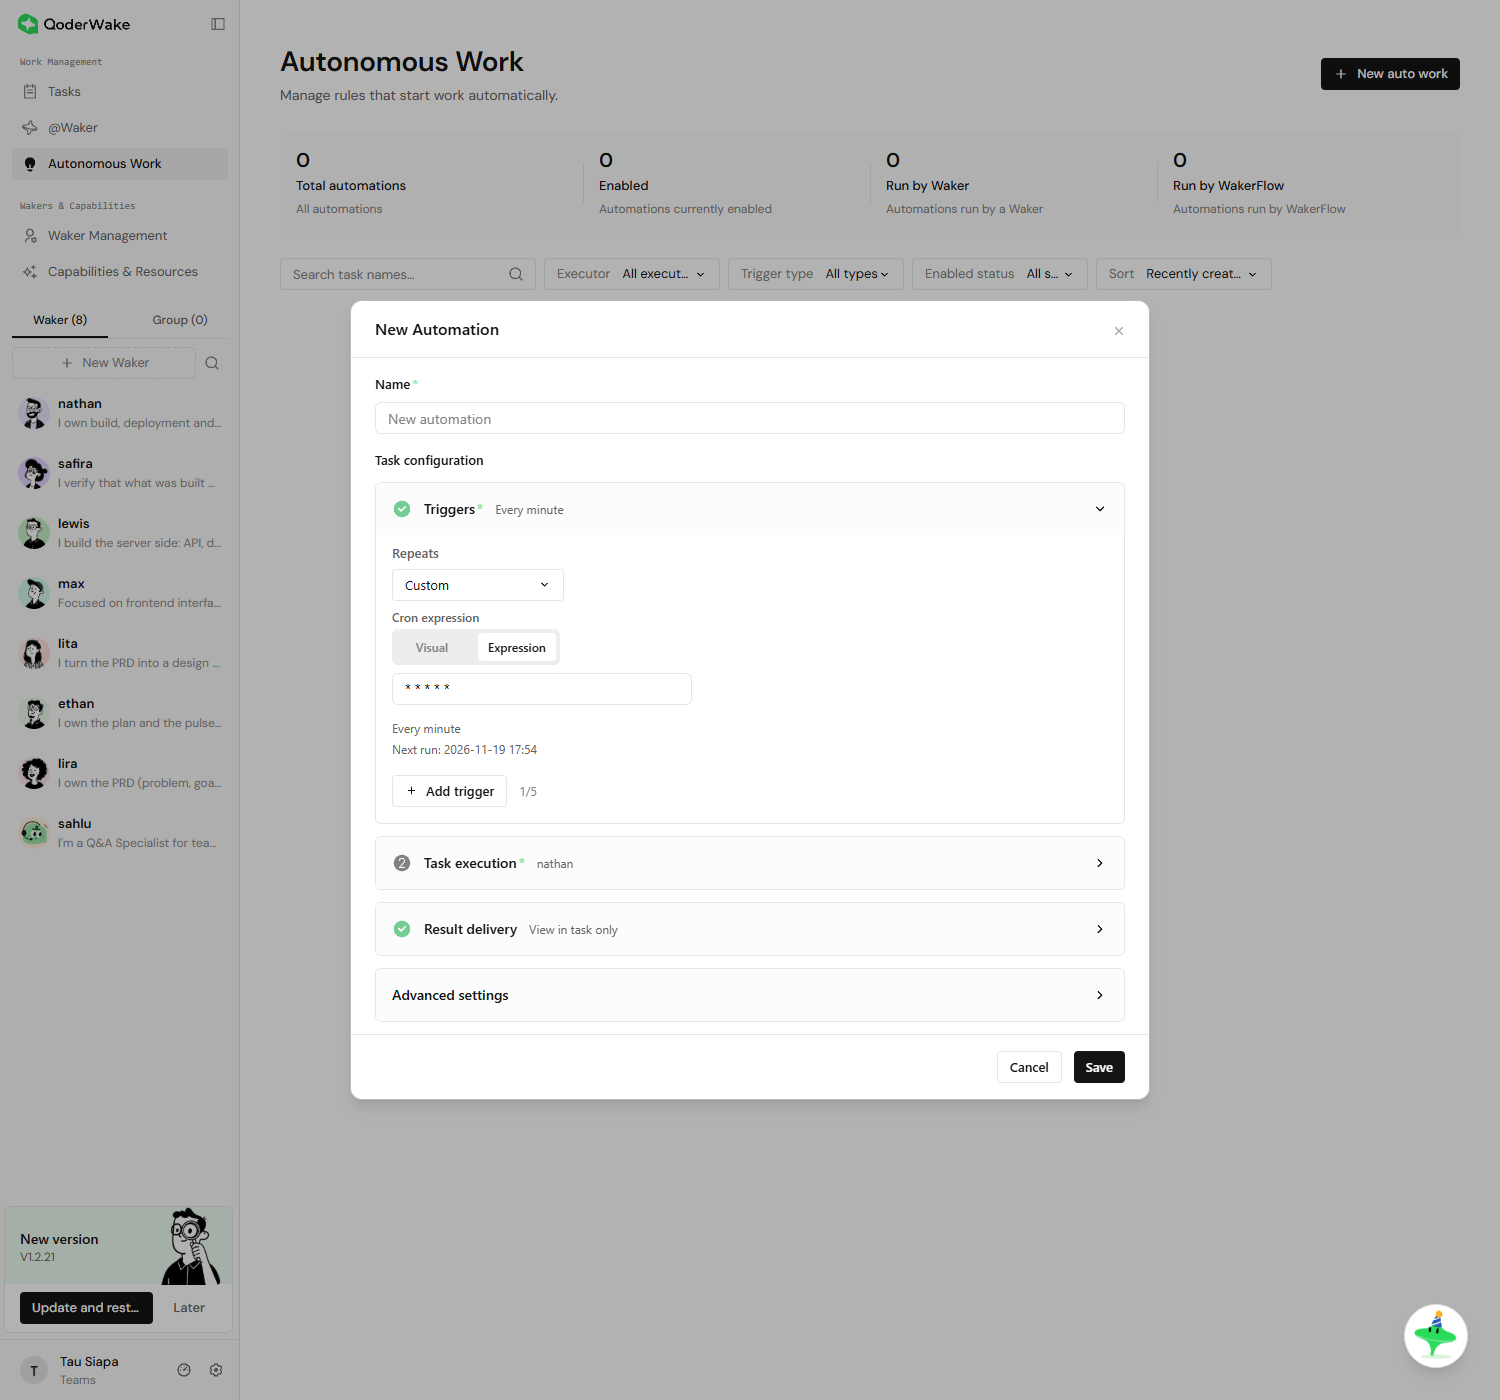 QoderWake
Work Management
Tasks
@Waker
Autonomous Work
Wakers & Capabilities
Waker Management
Capabilities & Resources
Waker (8)
Group (0)
+ New Waker
nathan
I own build, deployment and...
safira
I verify that what was built ...
lewis
I build the server side: API, d...
max
Focused on frontend interfa...
lita
I turn the PRD into a design ...
ethan
I own the plan and the pulse...
lira
I own the PRD (problem, goa...
sahlu
I'm a Q&A Specialist for tea...
New version
V1.2.21
Update and rest...
Later
T
Tau Siapa
Teams
Autonomous Work
Manage rules that start work automatically.
+ New auto work
0
Total automations
All automations
0
Enabled
Automations currently enabled
0
Run by Waker
Automations run by a Waker
0
Run by WakerFlow
Automations run by WakerFlow
Search task names...
Executor All execut...
Trigger type All types
Enabled status All s...
Sort Recently creat...
New Automation
Name*
New automation
Task configuration
Triggers* Every minute
Repeats
Custom
Cron expression
Visual
Expression
* * * * *
Every minute
Next run: 2026-11-19 17:54
+ Add trigger 1/5
2 Task execution* nathan
Result delivery View in task only
Advanced settings
Cancel
Save